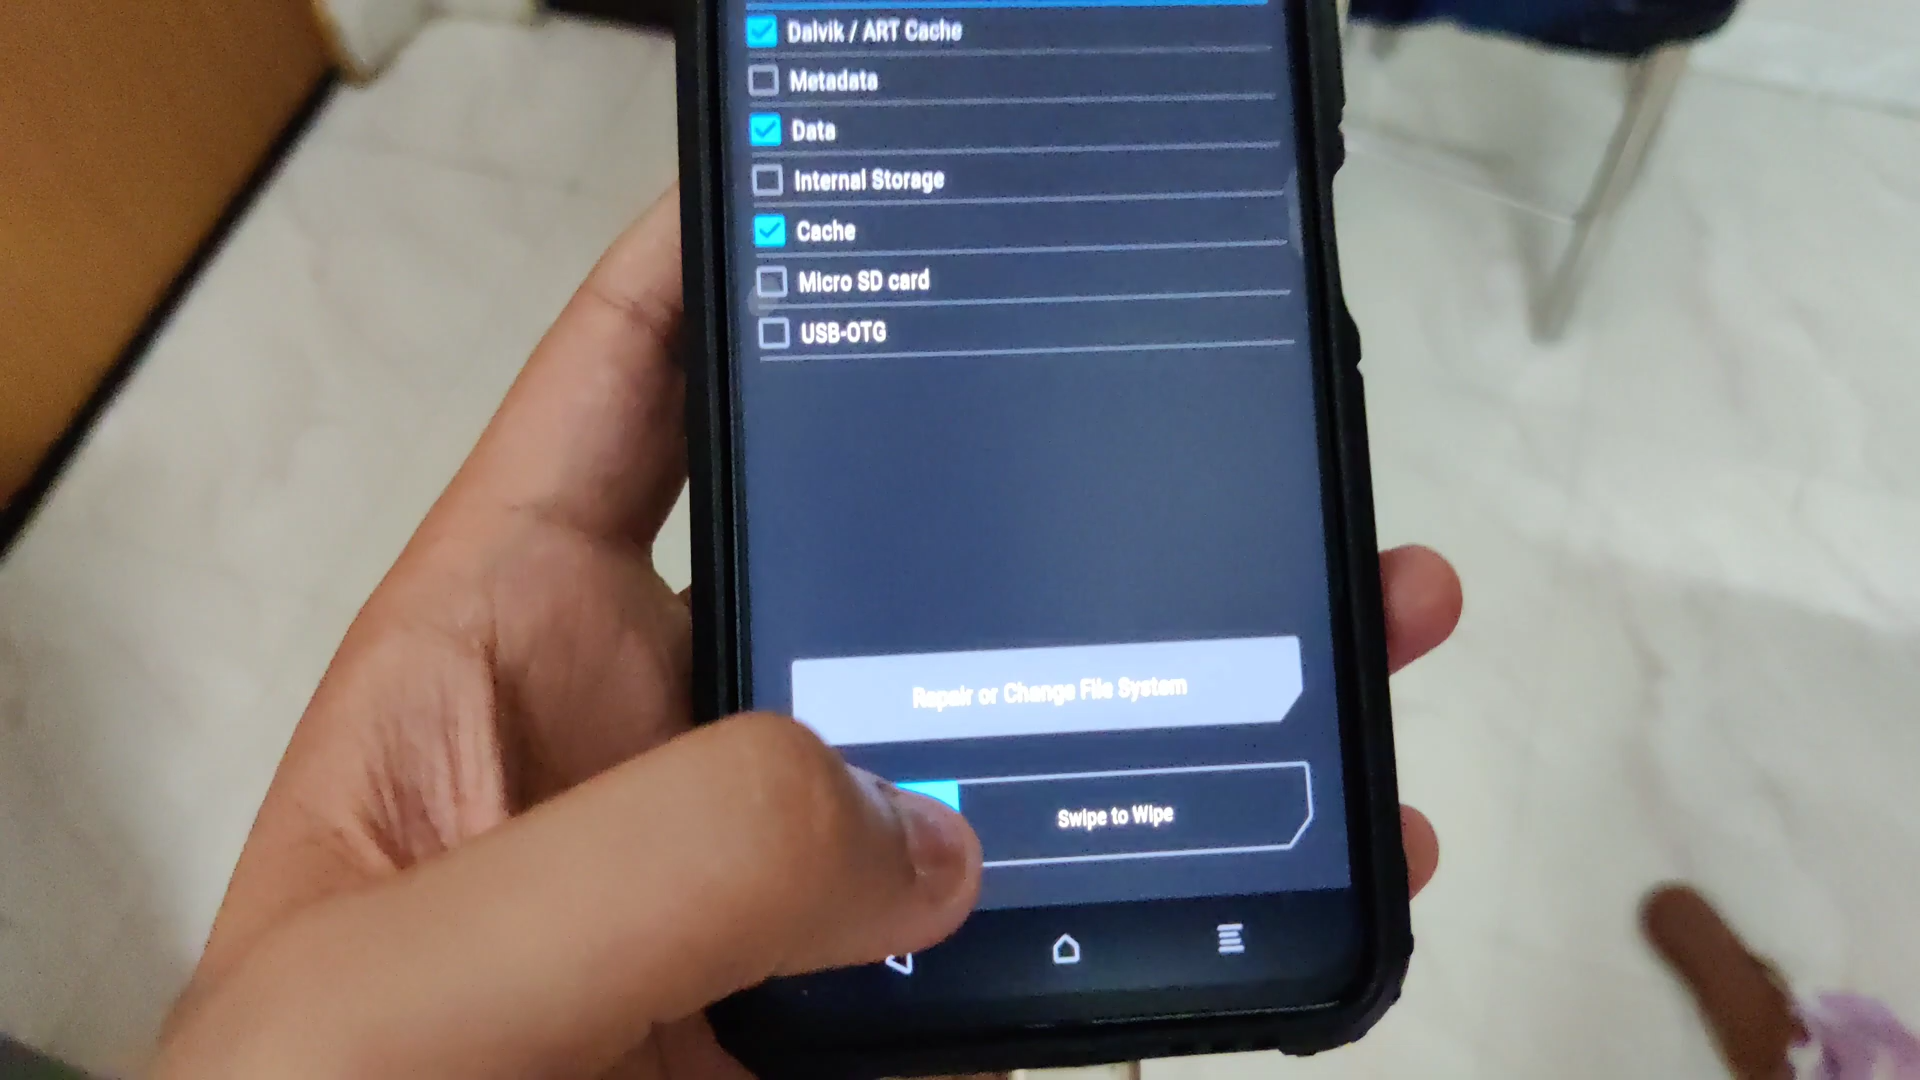 Dalvik / ART Cache
Metadata
Data
Internal Storage
Cache
Micro SD card
USB-OTG
Repair or Change File System
Swipe to Wipe